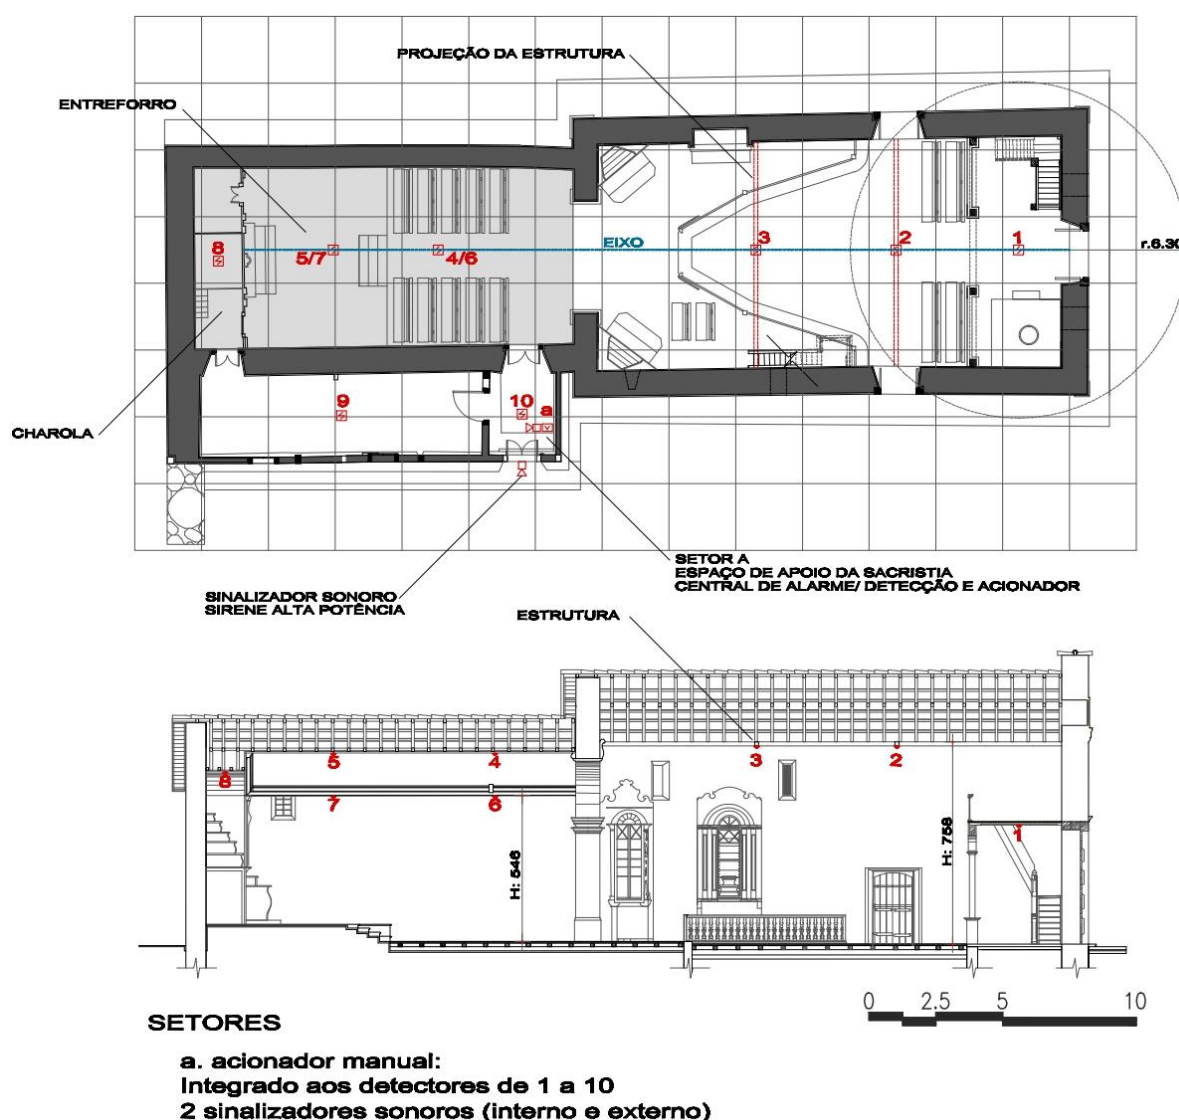 PROJEÇÃO DA ESTRUTURA
ENTREFORRO
8
5/7
4/6
EIXO
3
2
1
r.6.30
9
10
a
CHAROLA
SETOR A
ESPAÇO DE APOIO DA SACRISTIA
CENTRAL DE ALARME/ DETECÇÃO E ACIONADOR
SINALIZADOR SONORO
SIRENE ALTA POTÊNCIA
ESTRUTURA
5
4
3
2
8
7
6
1
H: 546
H: 758
0 2.5 5 10
SETORES
a. acionador manual:
Integrado aos detectores de 1 a 10
2 sinalizadores sonoros (interno e externo)